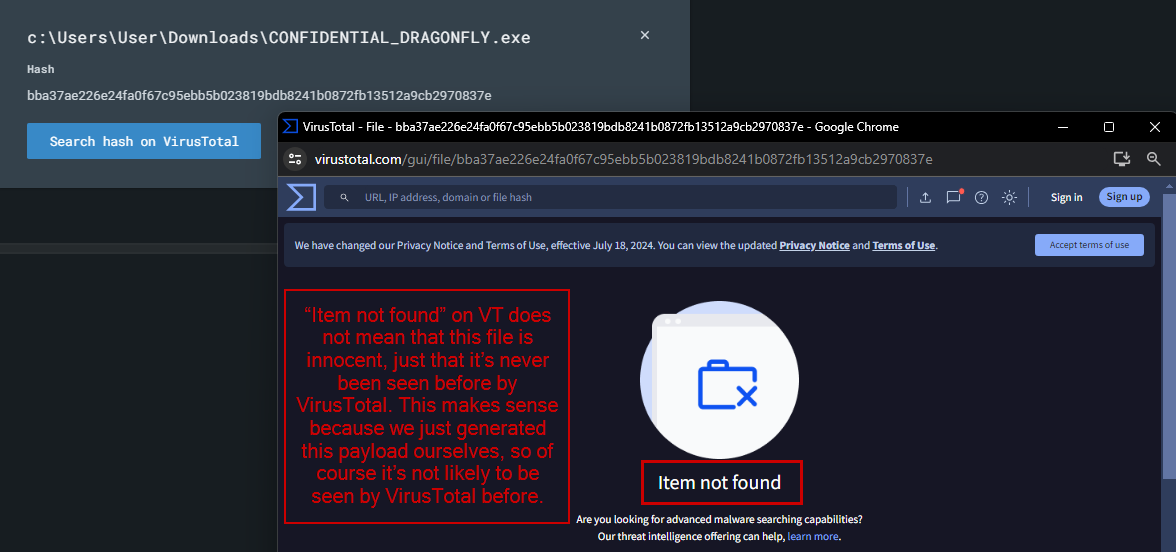 c:\Users\User\Downloads\CONFIDENTIAL_DRAGONFLY.exe
Hash
bba37ae226e24fa0f67c95ebb5b023819bdb8241b0872fb13512a9cb2970837e
Search hash on VirusTotal
VirusTotal - File - bba37ae226e24fa0f67c95ebb5b023819bdb8241b0872fb13512a9cb2970837e - Google Chrome
virustotal.com/gui/file/bba37ae226e24fa0f67c95ebb5b023819bdb8241b0872fb13512a9cb2970837e
URL, IP address, domain or file hash
Sign in
Sign up
We have changed our Privacy Notice and Terms of Use, effective July 18, 2024. You can view the updated Privacy Notice and Terms of Use.
Accept terms of use
“Item not found” on VT does
not mean that this file is
innocent, just that it’s never
been seen before by
VirusTotal. This makes sense
because we just generated
this payload ourselves, so of
course it’s not likely to be
seen by VirusTotal before.
Item not found
Are you looking for advanced malware searching capabilities?
Our threat intelligence offering can help, learn more.